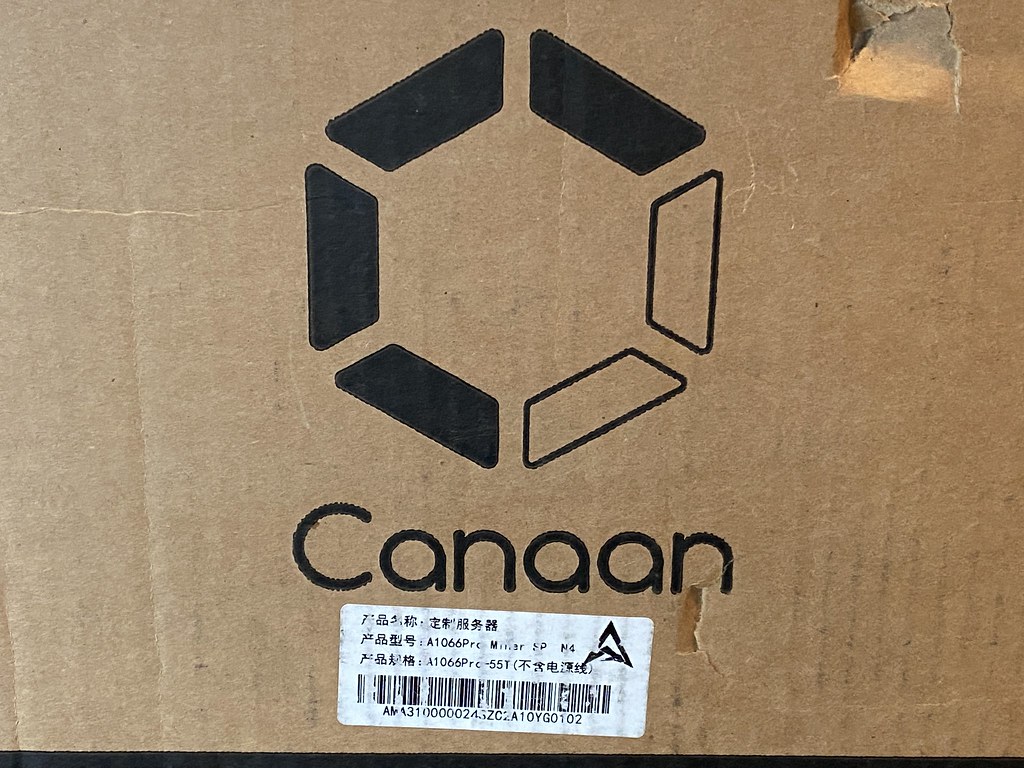 Canaan
产品名称：定制服务器
产品型号：A1066Pro Miner SP N4
产品规格：A1066Pro-55T(不含电源线)